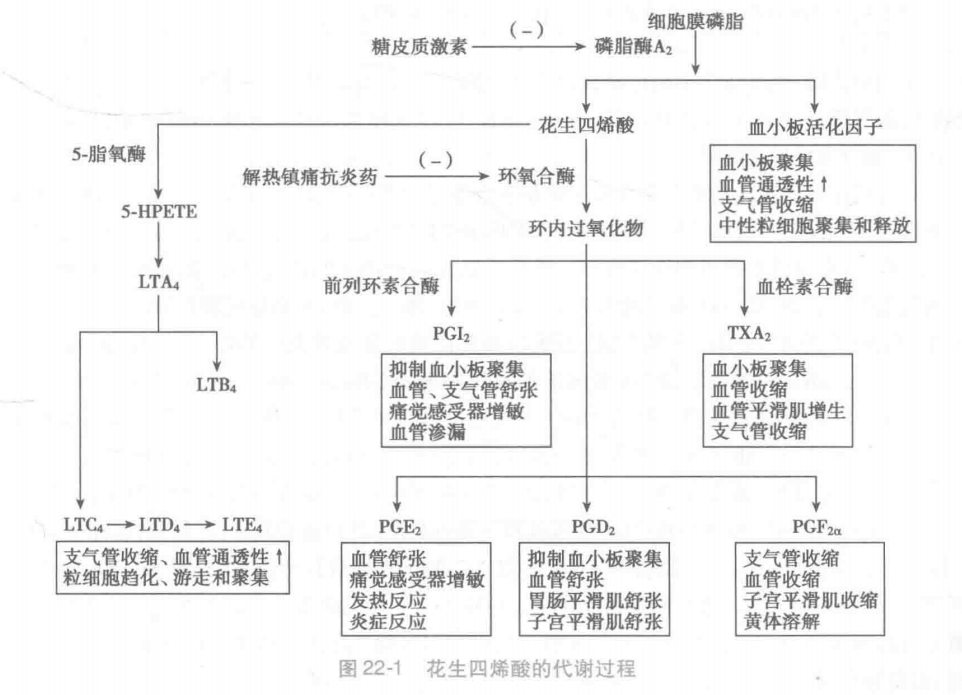 细胞膜磷脂
糖皮质激素 (-) 磷脂酶A₂
花生四烯酸 血小板活化因子
5-脂氧酶
血小板聚集
血管通透性↑
支气管收缩
中性粒细胞聚集和释放
解热镇痛抗炎药 (-) 环氧合酶
5-HPETE
环内过氧化物
LTA₄
前列环素合酶 血栓素合酶
PGI₂ TXA₂
抑制血小板聚集
血管、支气管舒张
痛觉感受器增敏
血管渗漏
血小板聚集
血管收缩
血管平滑肌增生
支气管收缩
LTB₄
LTC₄ → LTD₄ → LTE₄
支气管收缩、血管通透性↑
粒细胞趋化、游走和聚集
PGE₂ PGD₂ PGF₂α
血管舒张
痛觉感受器增敏
发热反应
炎症反应
抑制血小板聚集
血管舒张
胃肠平滑肌舒张
子宫平滑肌舒张
支气管收缩
血管收缩
子宫平滑肌收缩
黄体溶解
图 22-1 花生四烯酸的代谢过程